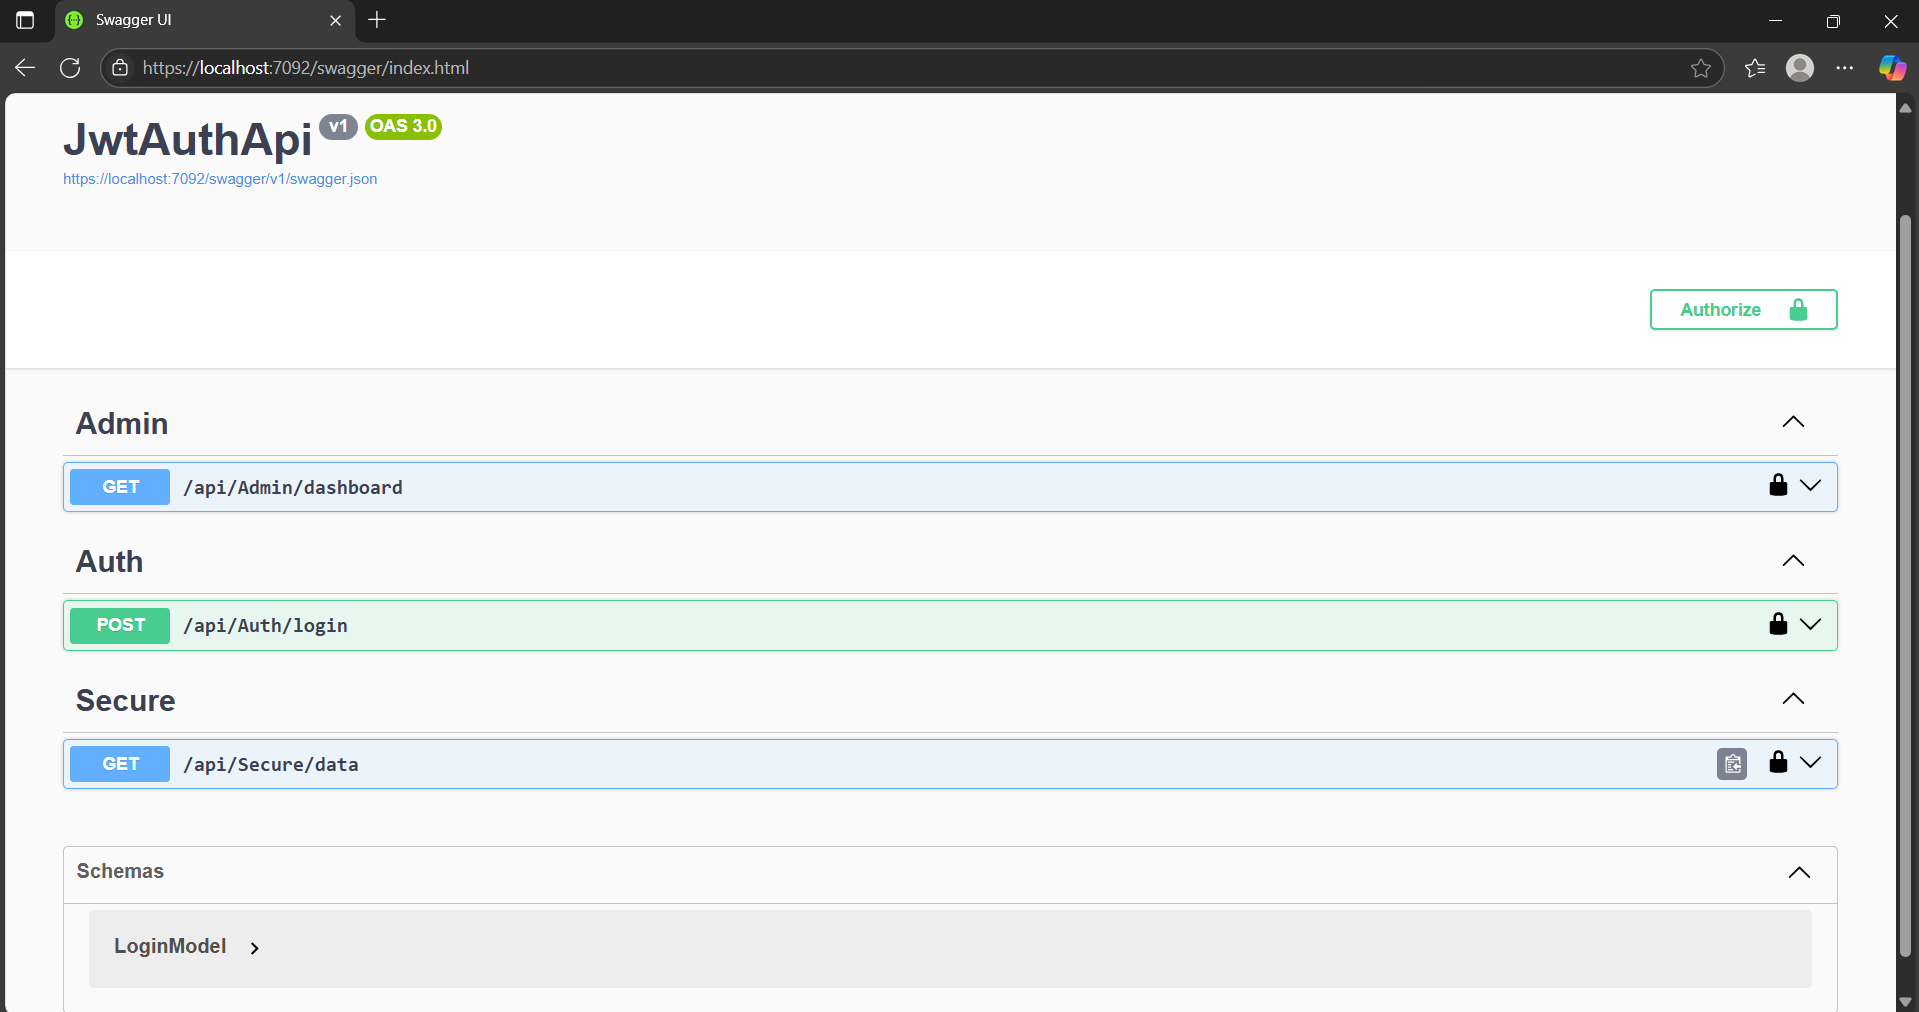 Swagger UI
https://localhost:7092/swagger/index.html
JwtAuthApi v1 OAS 3.0
https://localhost:7092/swagger/v1/swagger.json
Authorize
Admin
GET /api/Admin/dashboard
Auth
POST /api/Auth/login
Secure
GET /api/Secure/data
Schemas
LoginModel